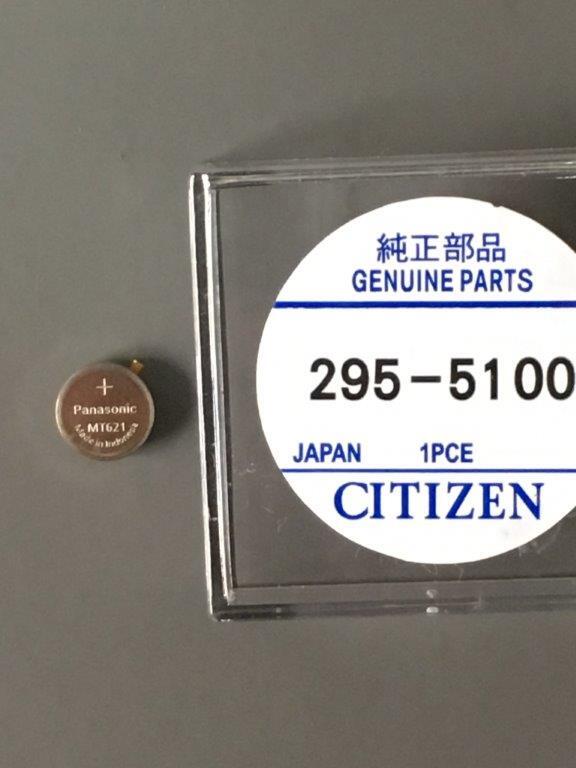 純正部品
GENUINE PARTS
295-5100
JAPAN 1PCE
CITIZEN
+
Panasonic
MT621
Made in Indonesia